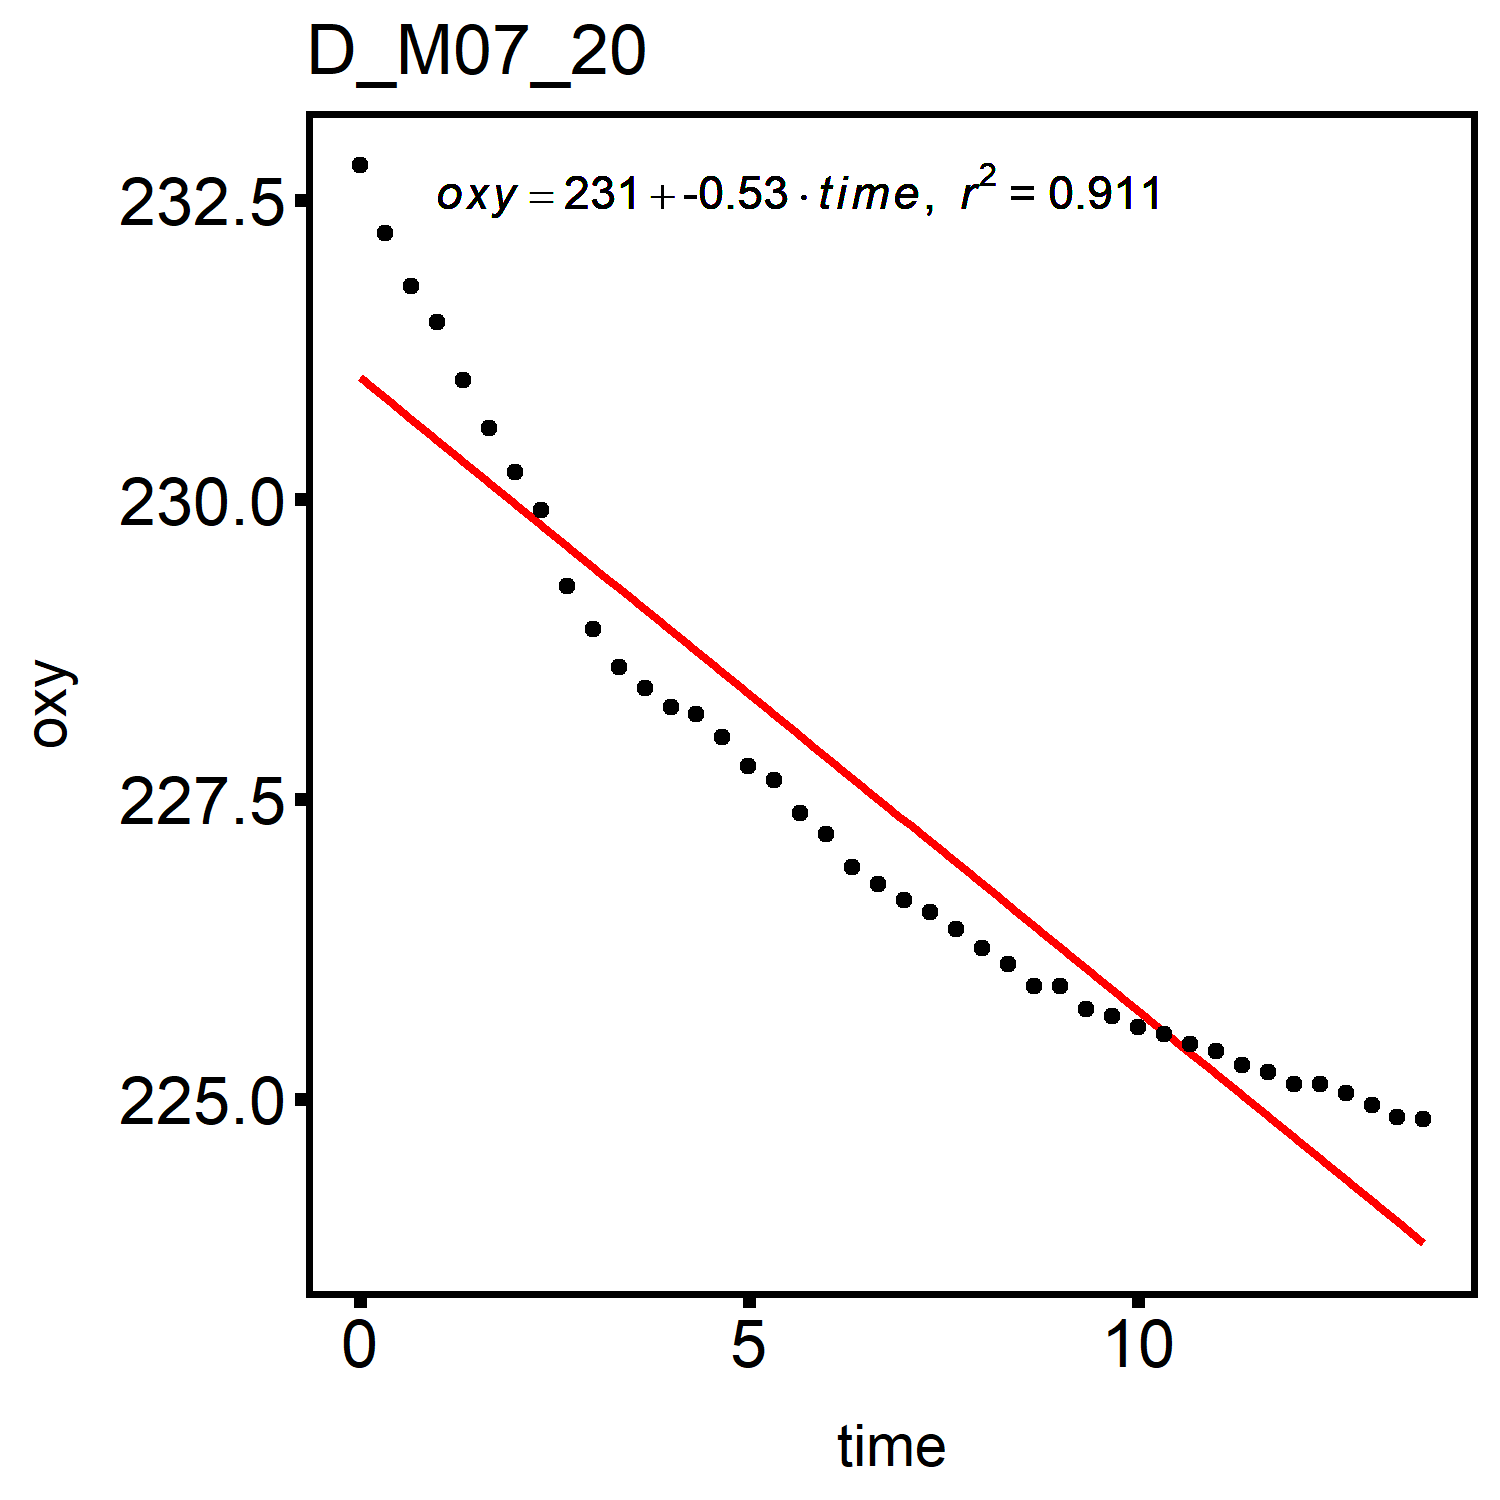 D_M07_20
oxy = 231 + -0.53 · time, r² = 0.911
232.5
230.0
227.5
225.0
oxy
0 5 10
time